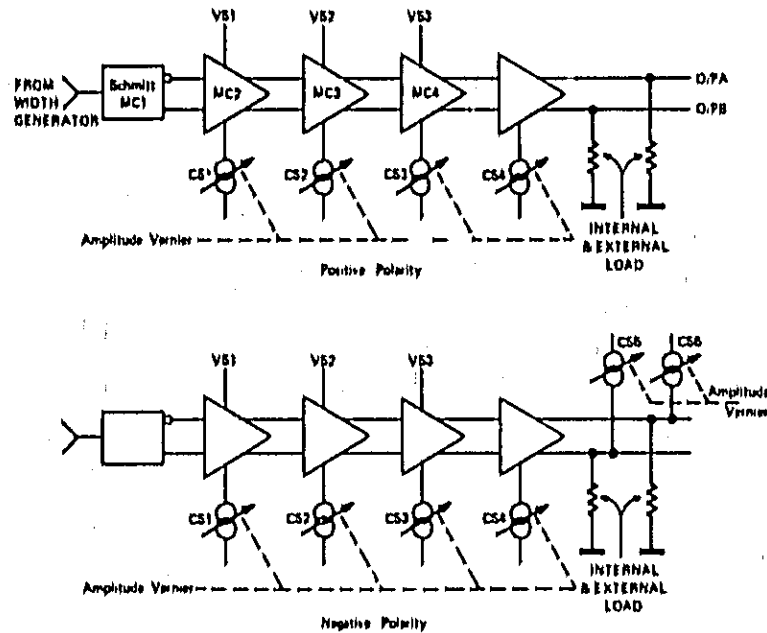 VS1 VS2 VS3
FROM
WIDTH
GENERATOR
Schmitt
MC1
MC2 MC3 MC4
O/PA
O/PB
CS1 CS2 CS3 CS4
Amplitude Vernier
INTERNAL
& EXTERNAL
LOAD
Positive Polarity
VS1 VS2 VS3
CS5 CS6
Amplitude
Vernier
CS1 CS2 CS3 CS4
Amplitude Vernier
INTERNAL
& EXTERNAL
LOAD
Negative Polarity